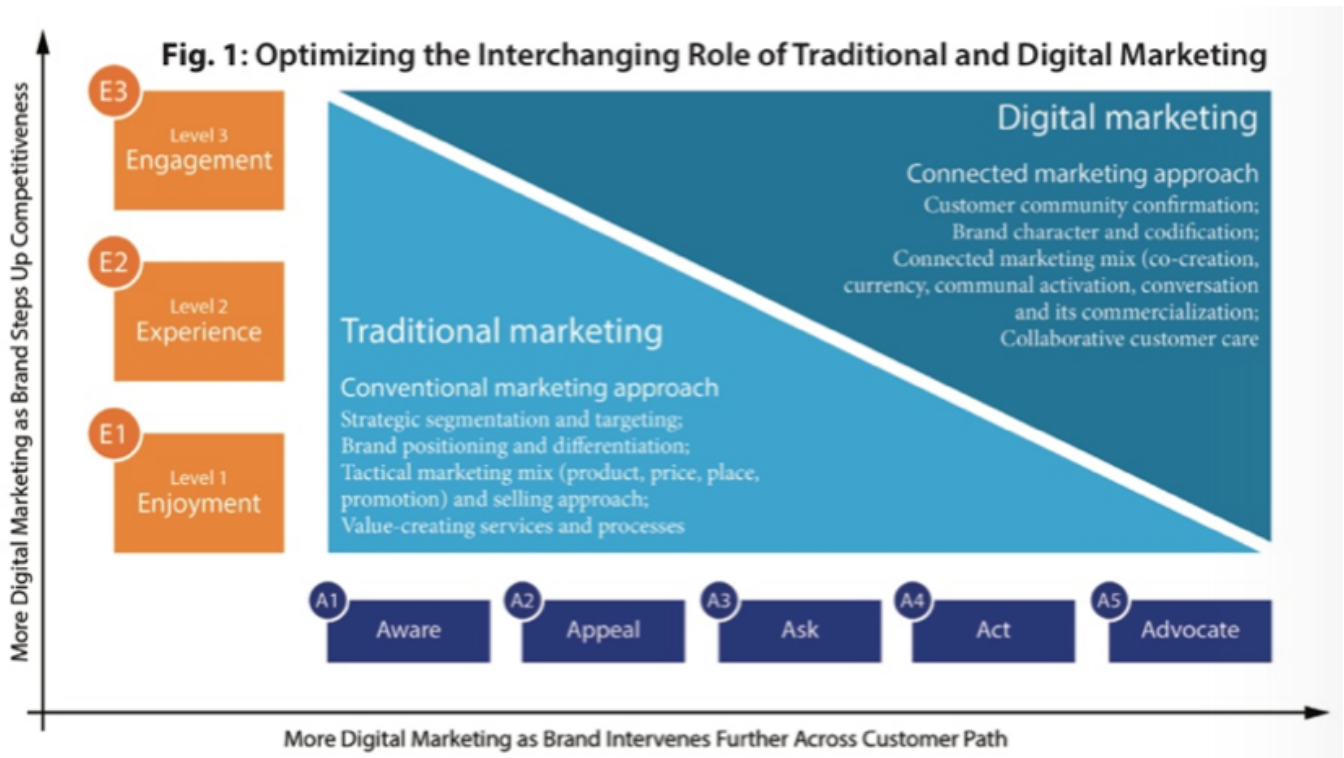 Fig. 1: Optimizing the Interchanging Role of Traditional and Digital Marketing
More Digital Marketing as Brand Steps Up Competitiveness
E3
Level 3
Engagement
E2
Level 2
Experience
E1
Level 1
Enjoyment
Digital marketing
Connected marketing approach
Customer community confirmation;
Brand character and codification;
Connected marketing mix (co-creation,
currency, communal activation, conversation
and its commercialization;
Collaborative customer care
Traditional marketing
Conventional marketing approach
Strategic segmentation and targeting;
Brand positioning and differentiation;
Tactical marketing mix (product, price, place,
promotion) and selling approach;
Value-creating services and processes
A1
Aware
A2
Appeal
A3
Ask
A4
Act
A5
Advocate
More Digital Marketing as Brand Intervenes Further Across Customer Path